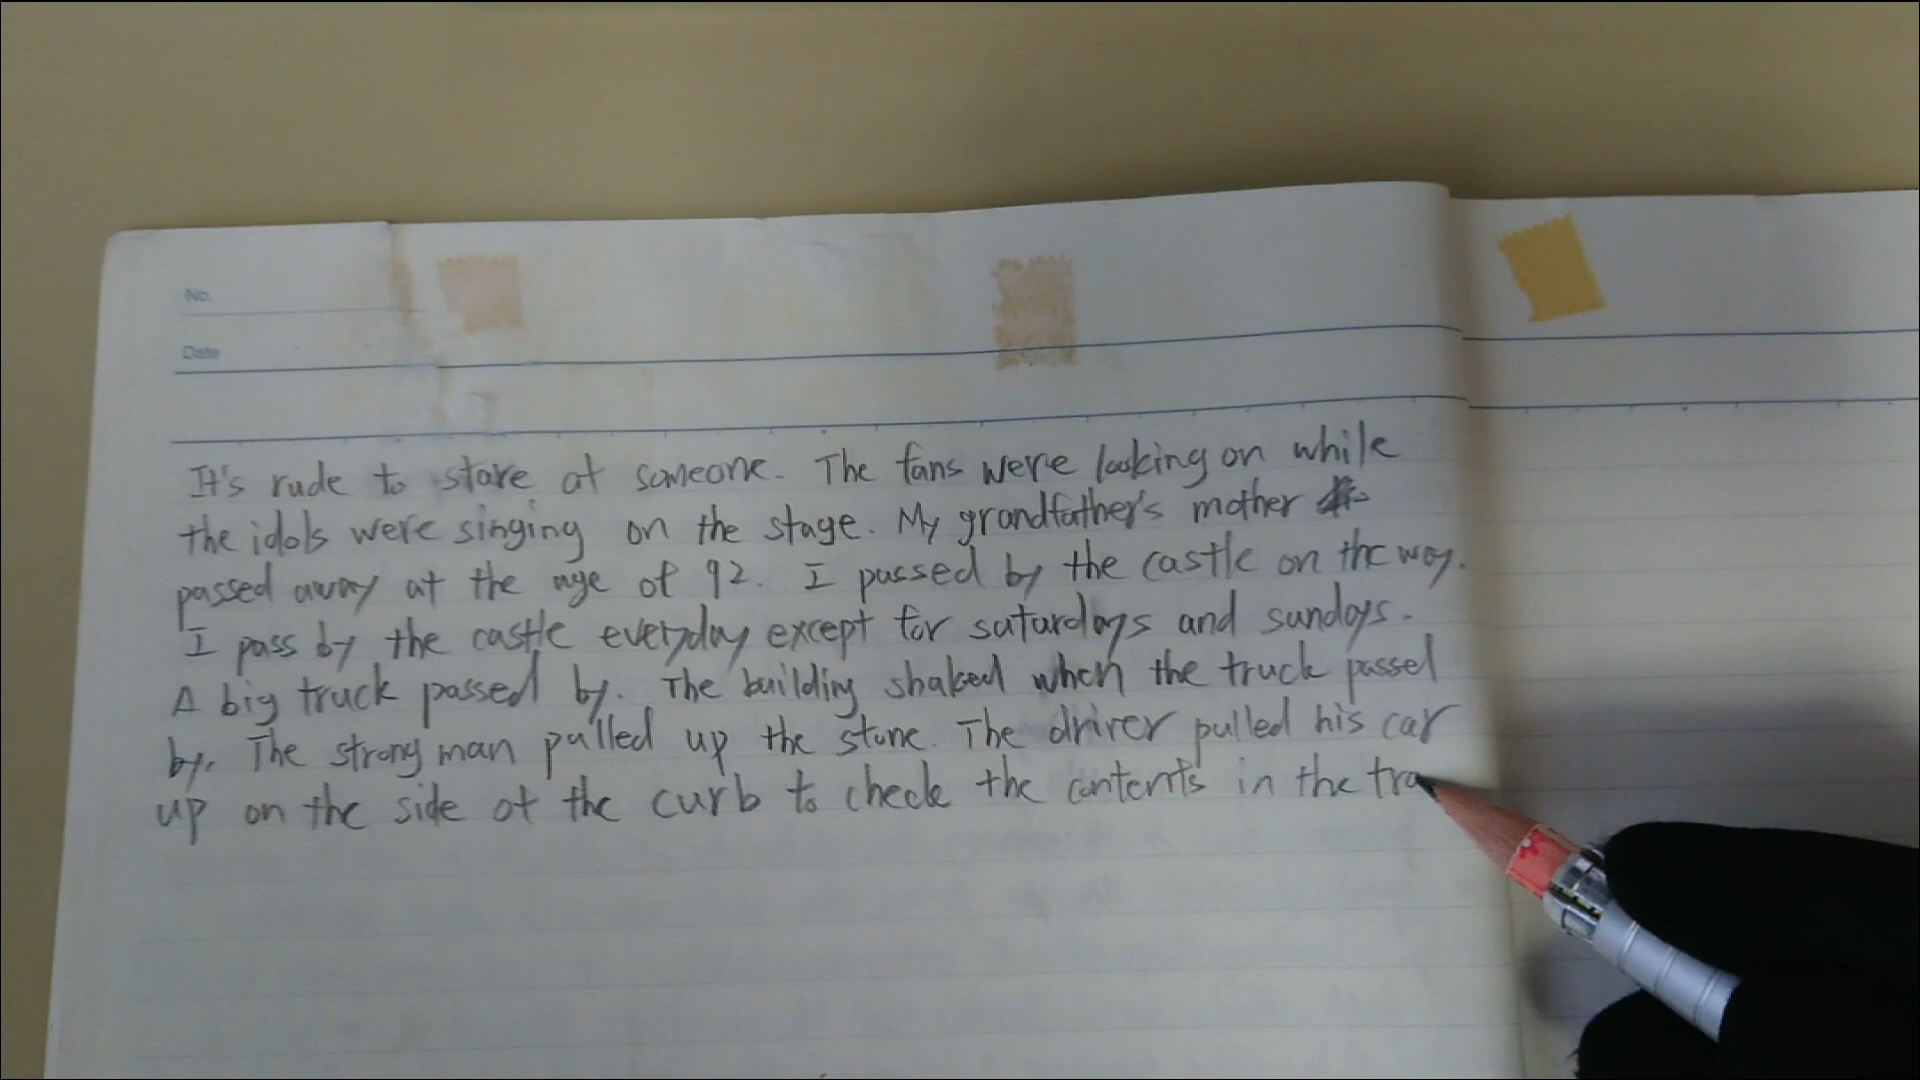 No.
Date
It's rude to stare at someone. The fans were looking on while
the idols were singing on the stage. My grandfather's mother
passed away at the age of 92. I passed by the castle on the way.
I pass by the castle everyday except for saturdays and sundays.
A big truck passed by. The building shaked when the truck passed
by. The strong man pulled up the stone. The driver pulled his car
up on the side of the curb to check the contents in the tra